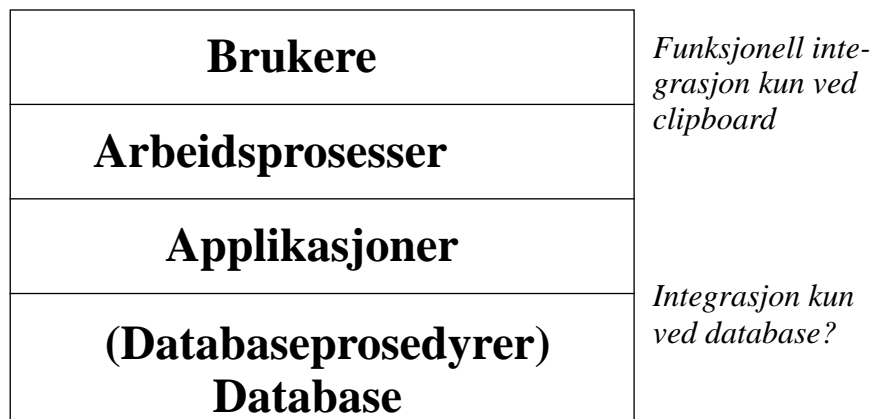 Brukere
Funksjonell inte-
grasjon kun ved
clipboard
Arbeidsprosesser
Applikasjoner
Integrasjon kun
ved database?
(Databaseprosedyrer)
Database